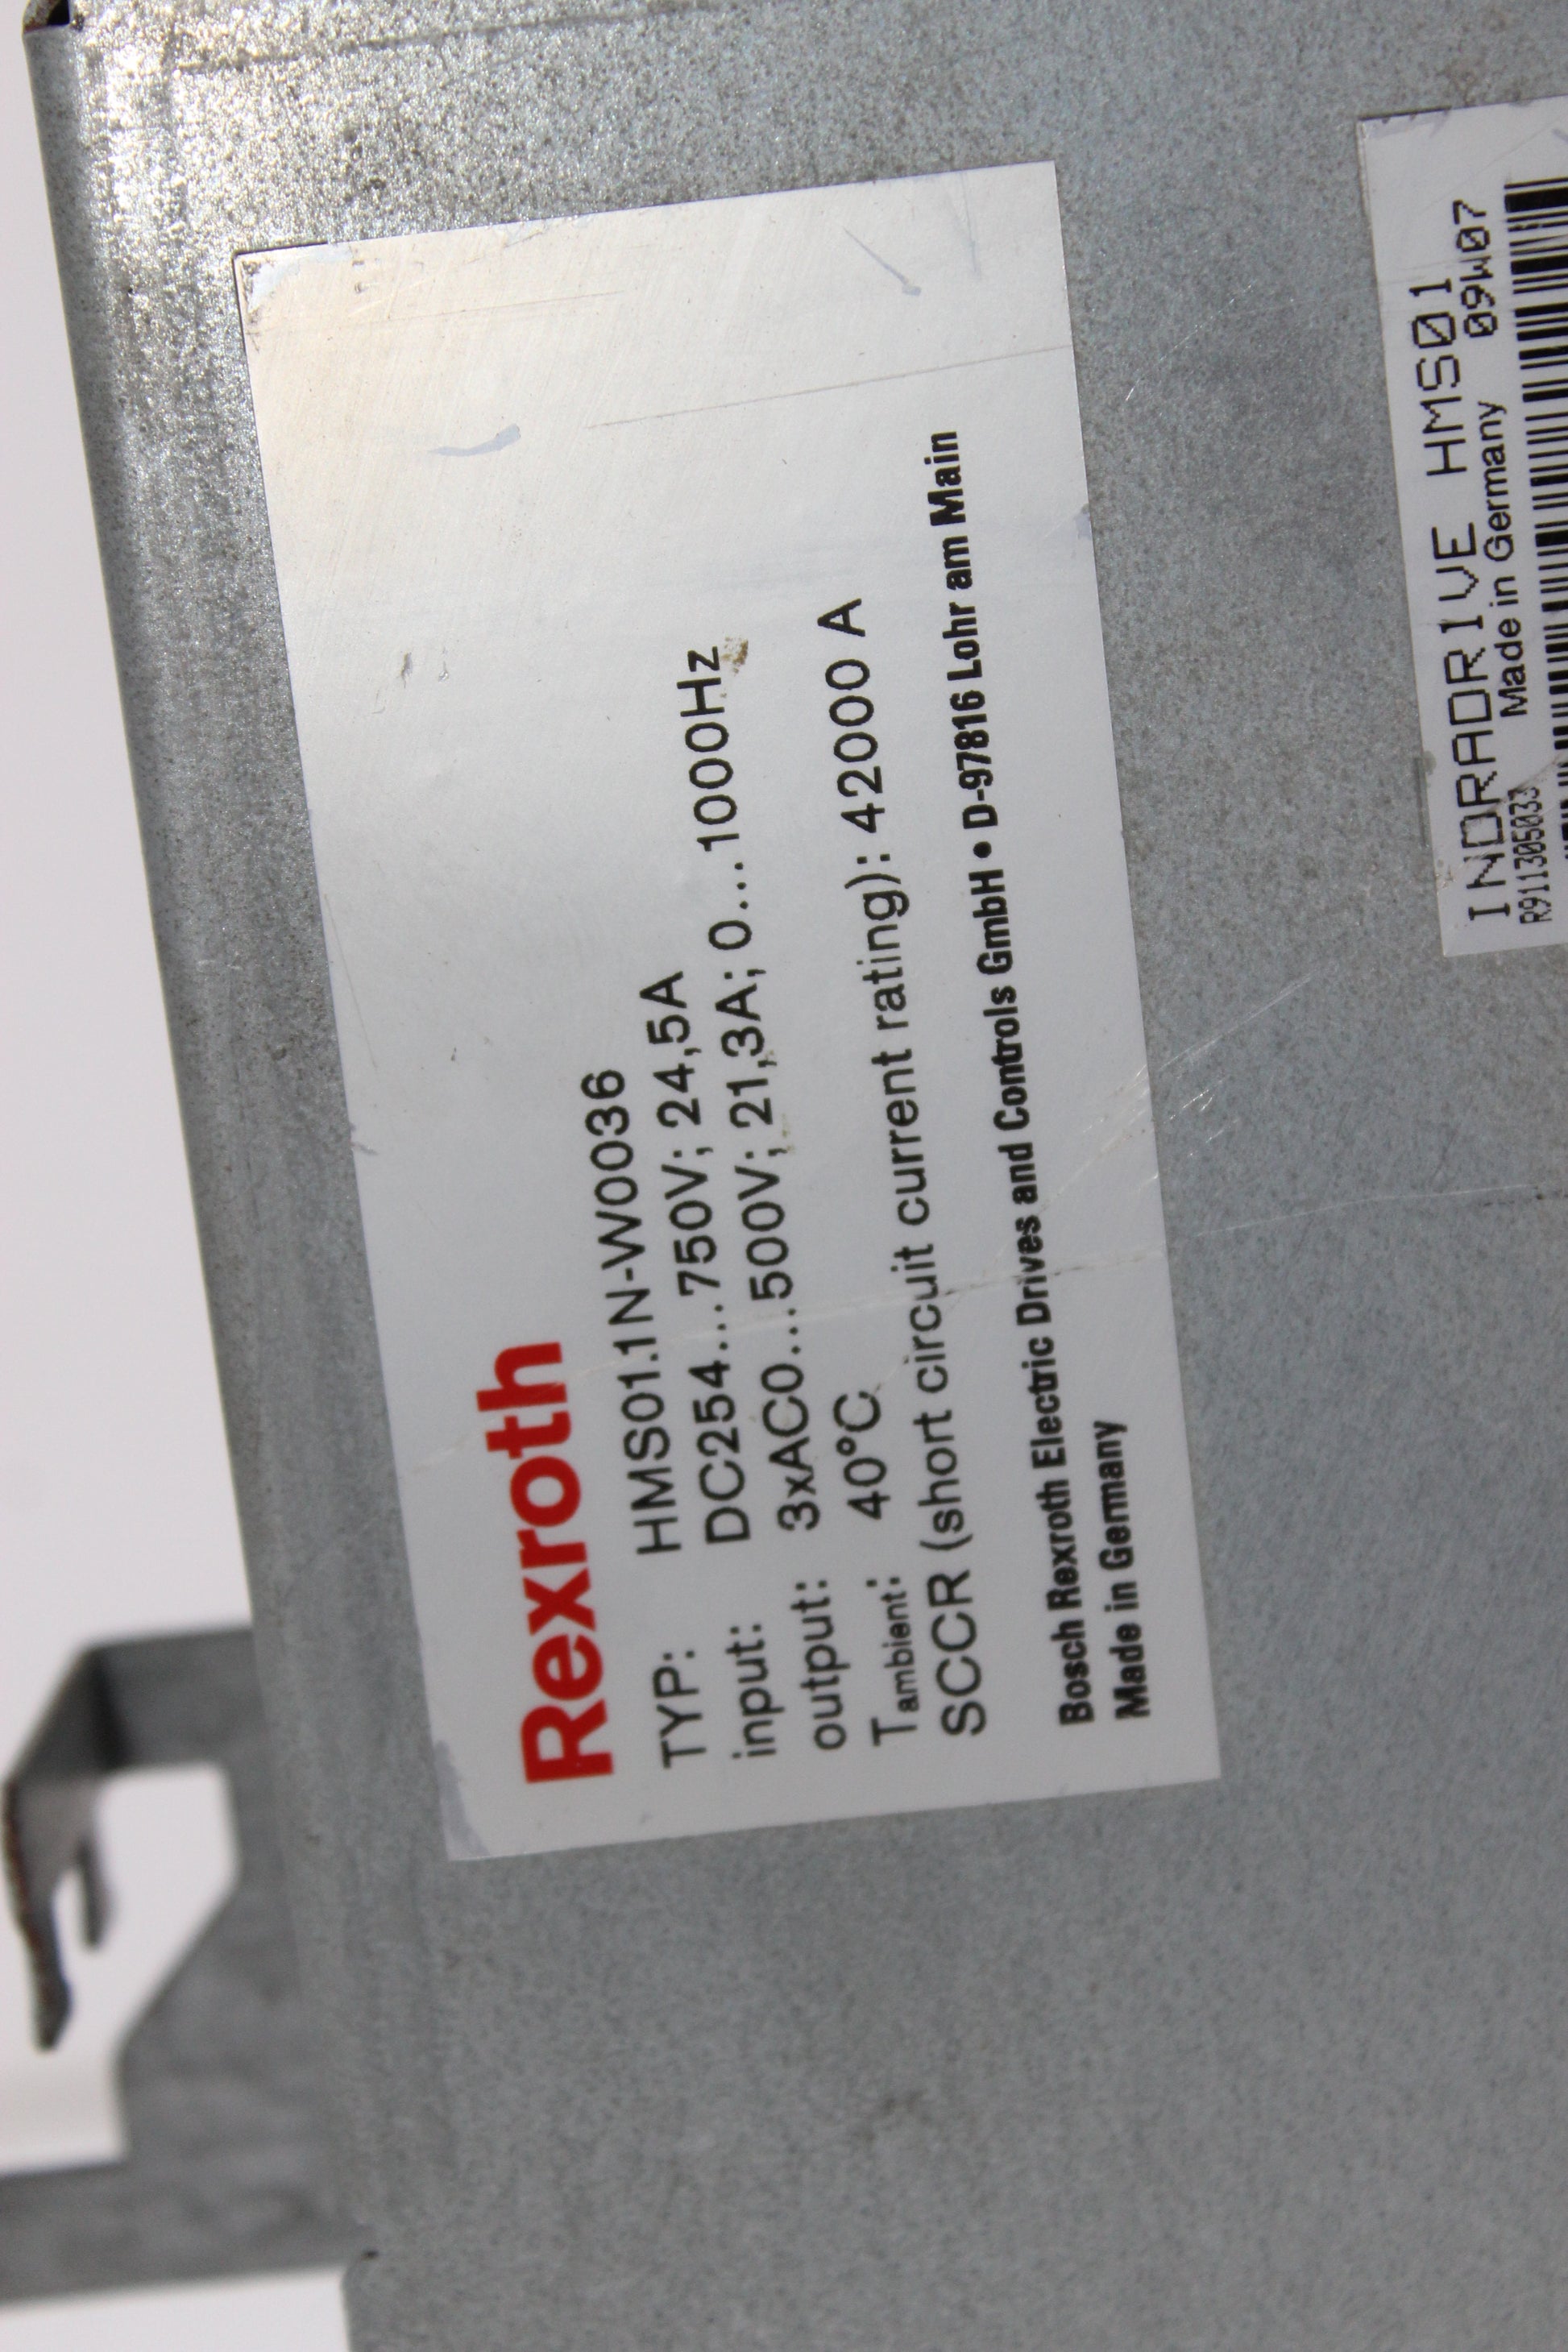 Rexroth
TYP: HMS01.1N-W0036
input: DC254...750V; 24,5A
output: 3xAC0...500V; 21,3A; 0...1000Hz
Tambient: 40°C
SCCR (short circuit current rating): 42000 A
Bosch Rexroth Electric Drives and Controls GmbH • D-97816 Lohr am Main
Made in Germany
INDRADRIVE HMS01
R911305033 Made in Germany 09W07